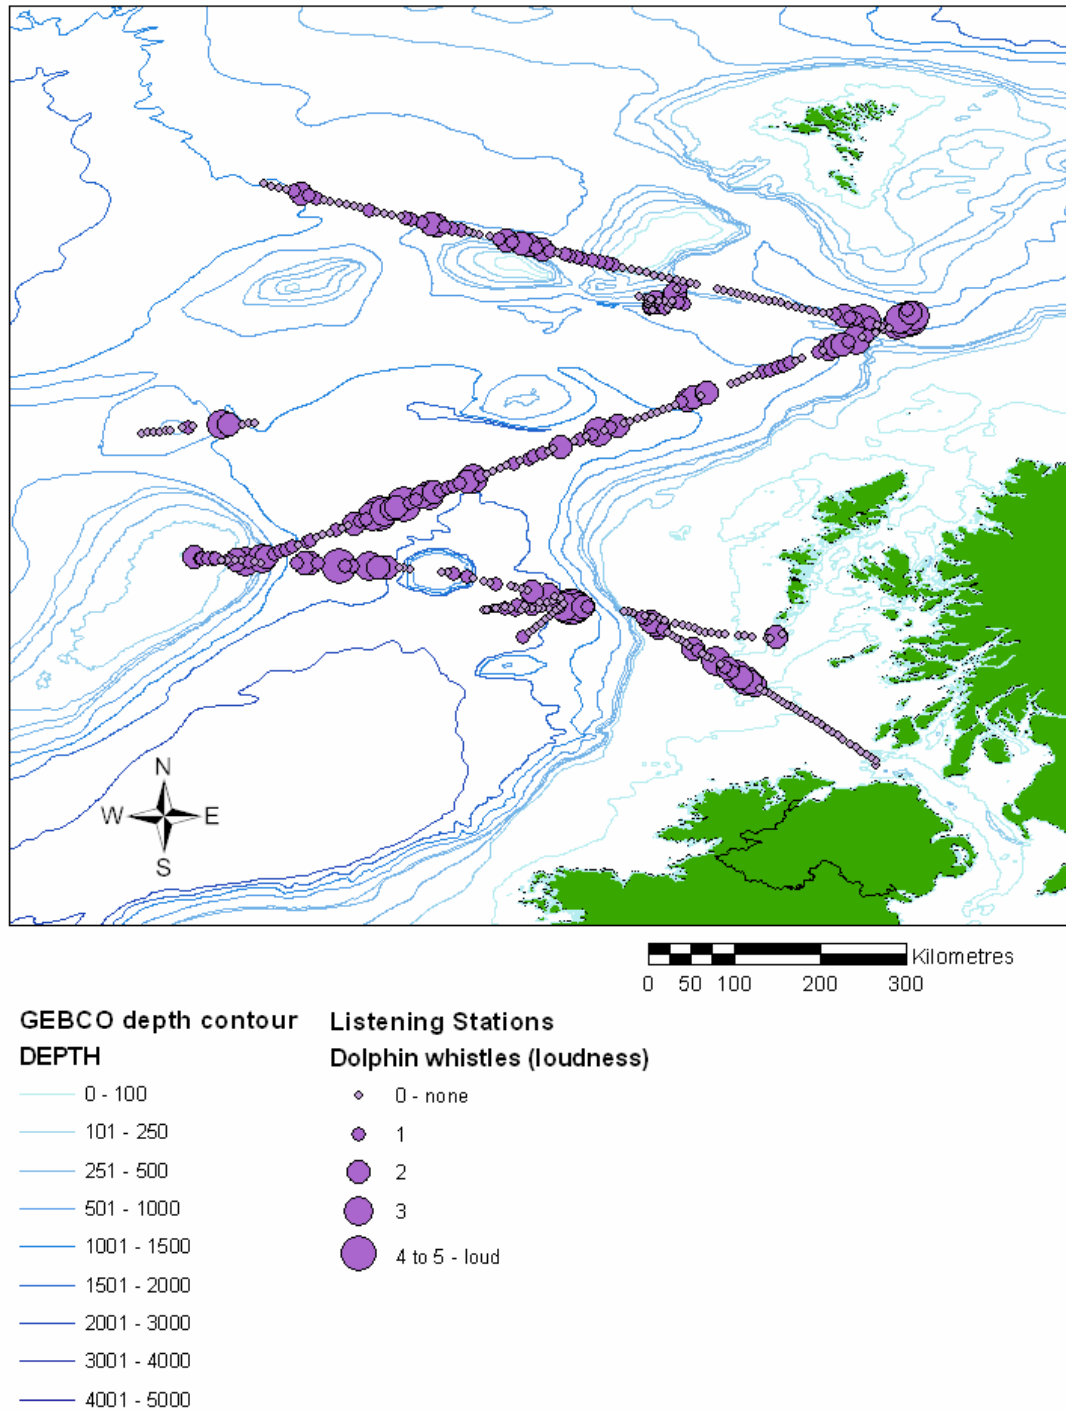 N
W E
S
Kilometres
0 50 100 200 300
GEBCO depth contour
DEPTH
0 - 100
101 - 250
251 - 500
501 - 1000
1001 - 1500
1501 - 2000
2001 - 3000
3001 - 4000
4001 - 5000
Listening Stations
Dolphin whistles (loudness)
0 - none
1
2
3
4 to 5 - loud